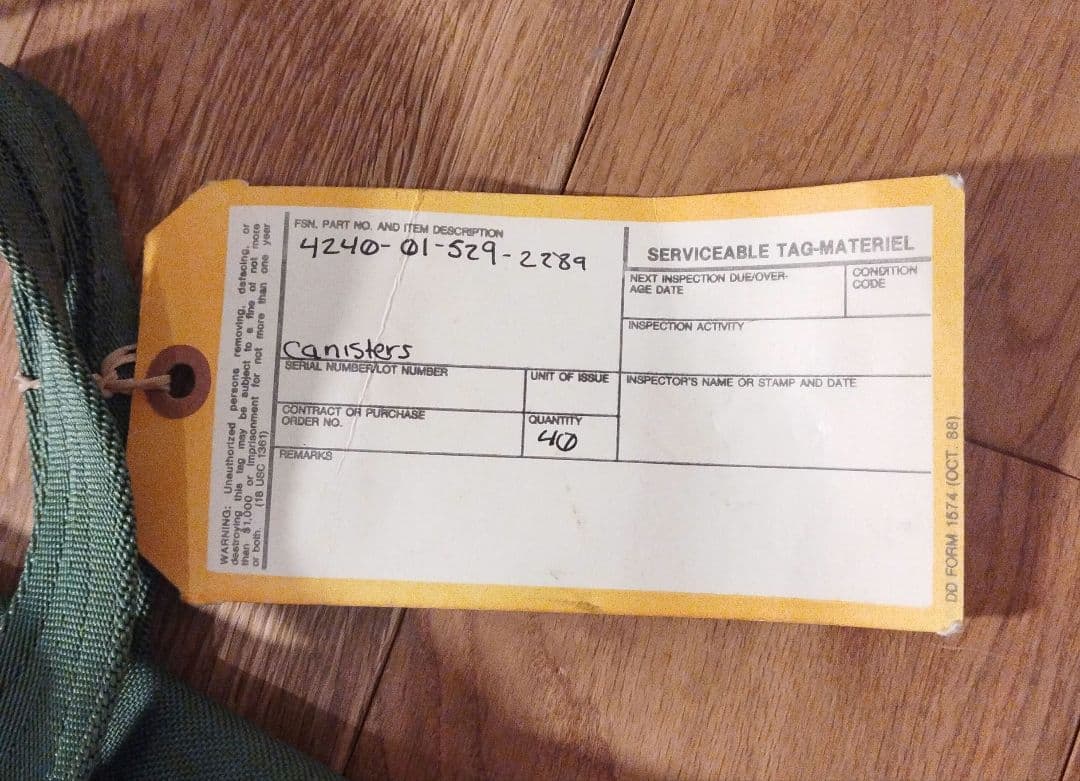 WARNING: Unauthorized persons removing, defacing, or
destroying this tag may be subject to a fine of not more
than $1,000 or imprisonment for not more than one year
or both. (18 USC 1361)
FSN, PART NO. AND ITEM DESCRIPTION
4240-01-529-2289
canisters
SERIAL NUMBER/LOT NUMBER
UNIT OF ISSUE
CONTRACT OR PURCHASE
ORDER NO.
QUANTITY
40
REMARKS
SERVICEABLE TAG-MATERIEL
NEXT INSPECTION DUE/OVER-
AGE DATE
CONDITION
CODE
INSPECTION ACTIVITY
INSPECTOR'S NAME OR STAMP AND DATE
DD FORM 1574 (OCT. 88)